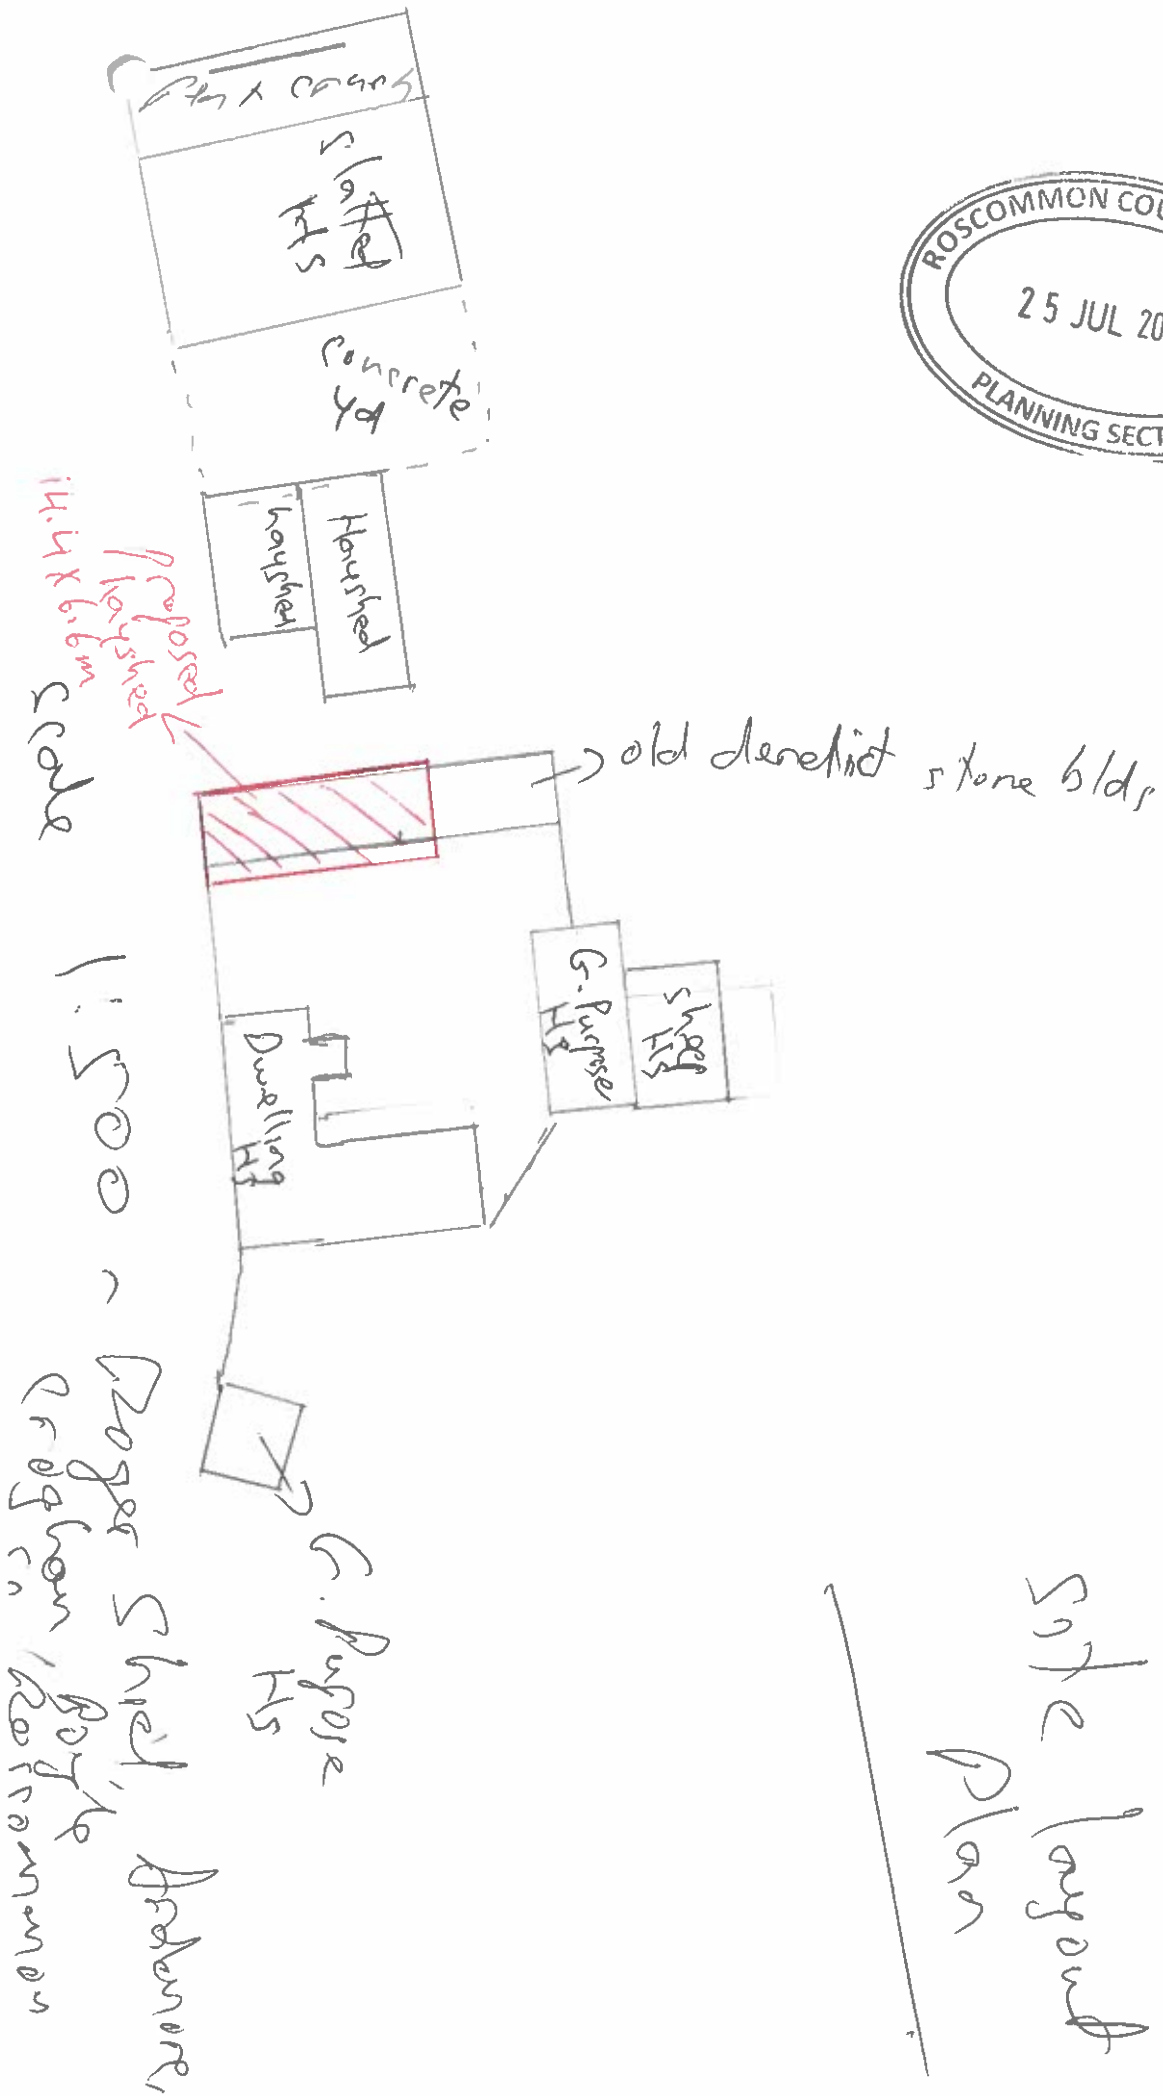 Site layout
Plan
ROSCOMMON COU
25 JUL 20
PLANNING SECT
old derelict stone blds
Slatted
HS
concrete
Yd
Hayshed
hayshed
Proposed
hayshed
14.4 X 6.6m
Sheep
HS
G. Purpose
HS
Dwelling
HS
G. Purpose
HS
Scale 1:500
Roger Shiel, Ardmore,
Croghan, Boyle
Co Roscommon